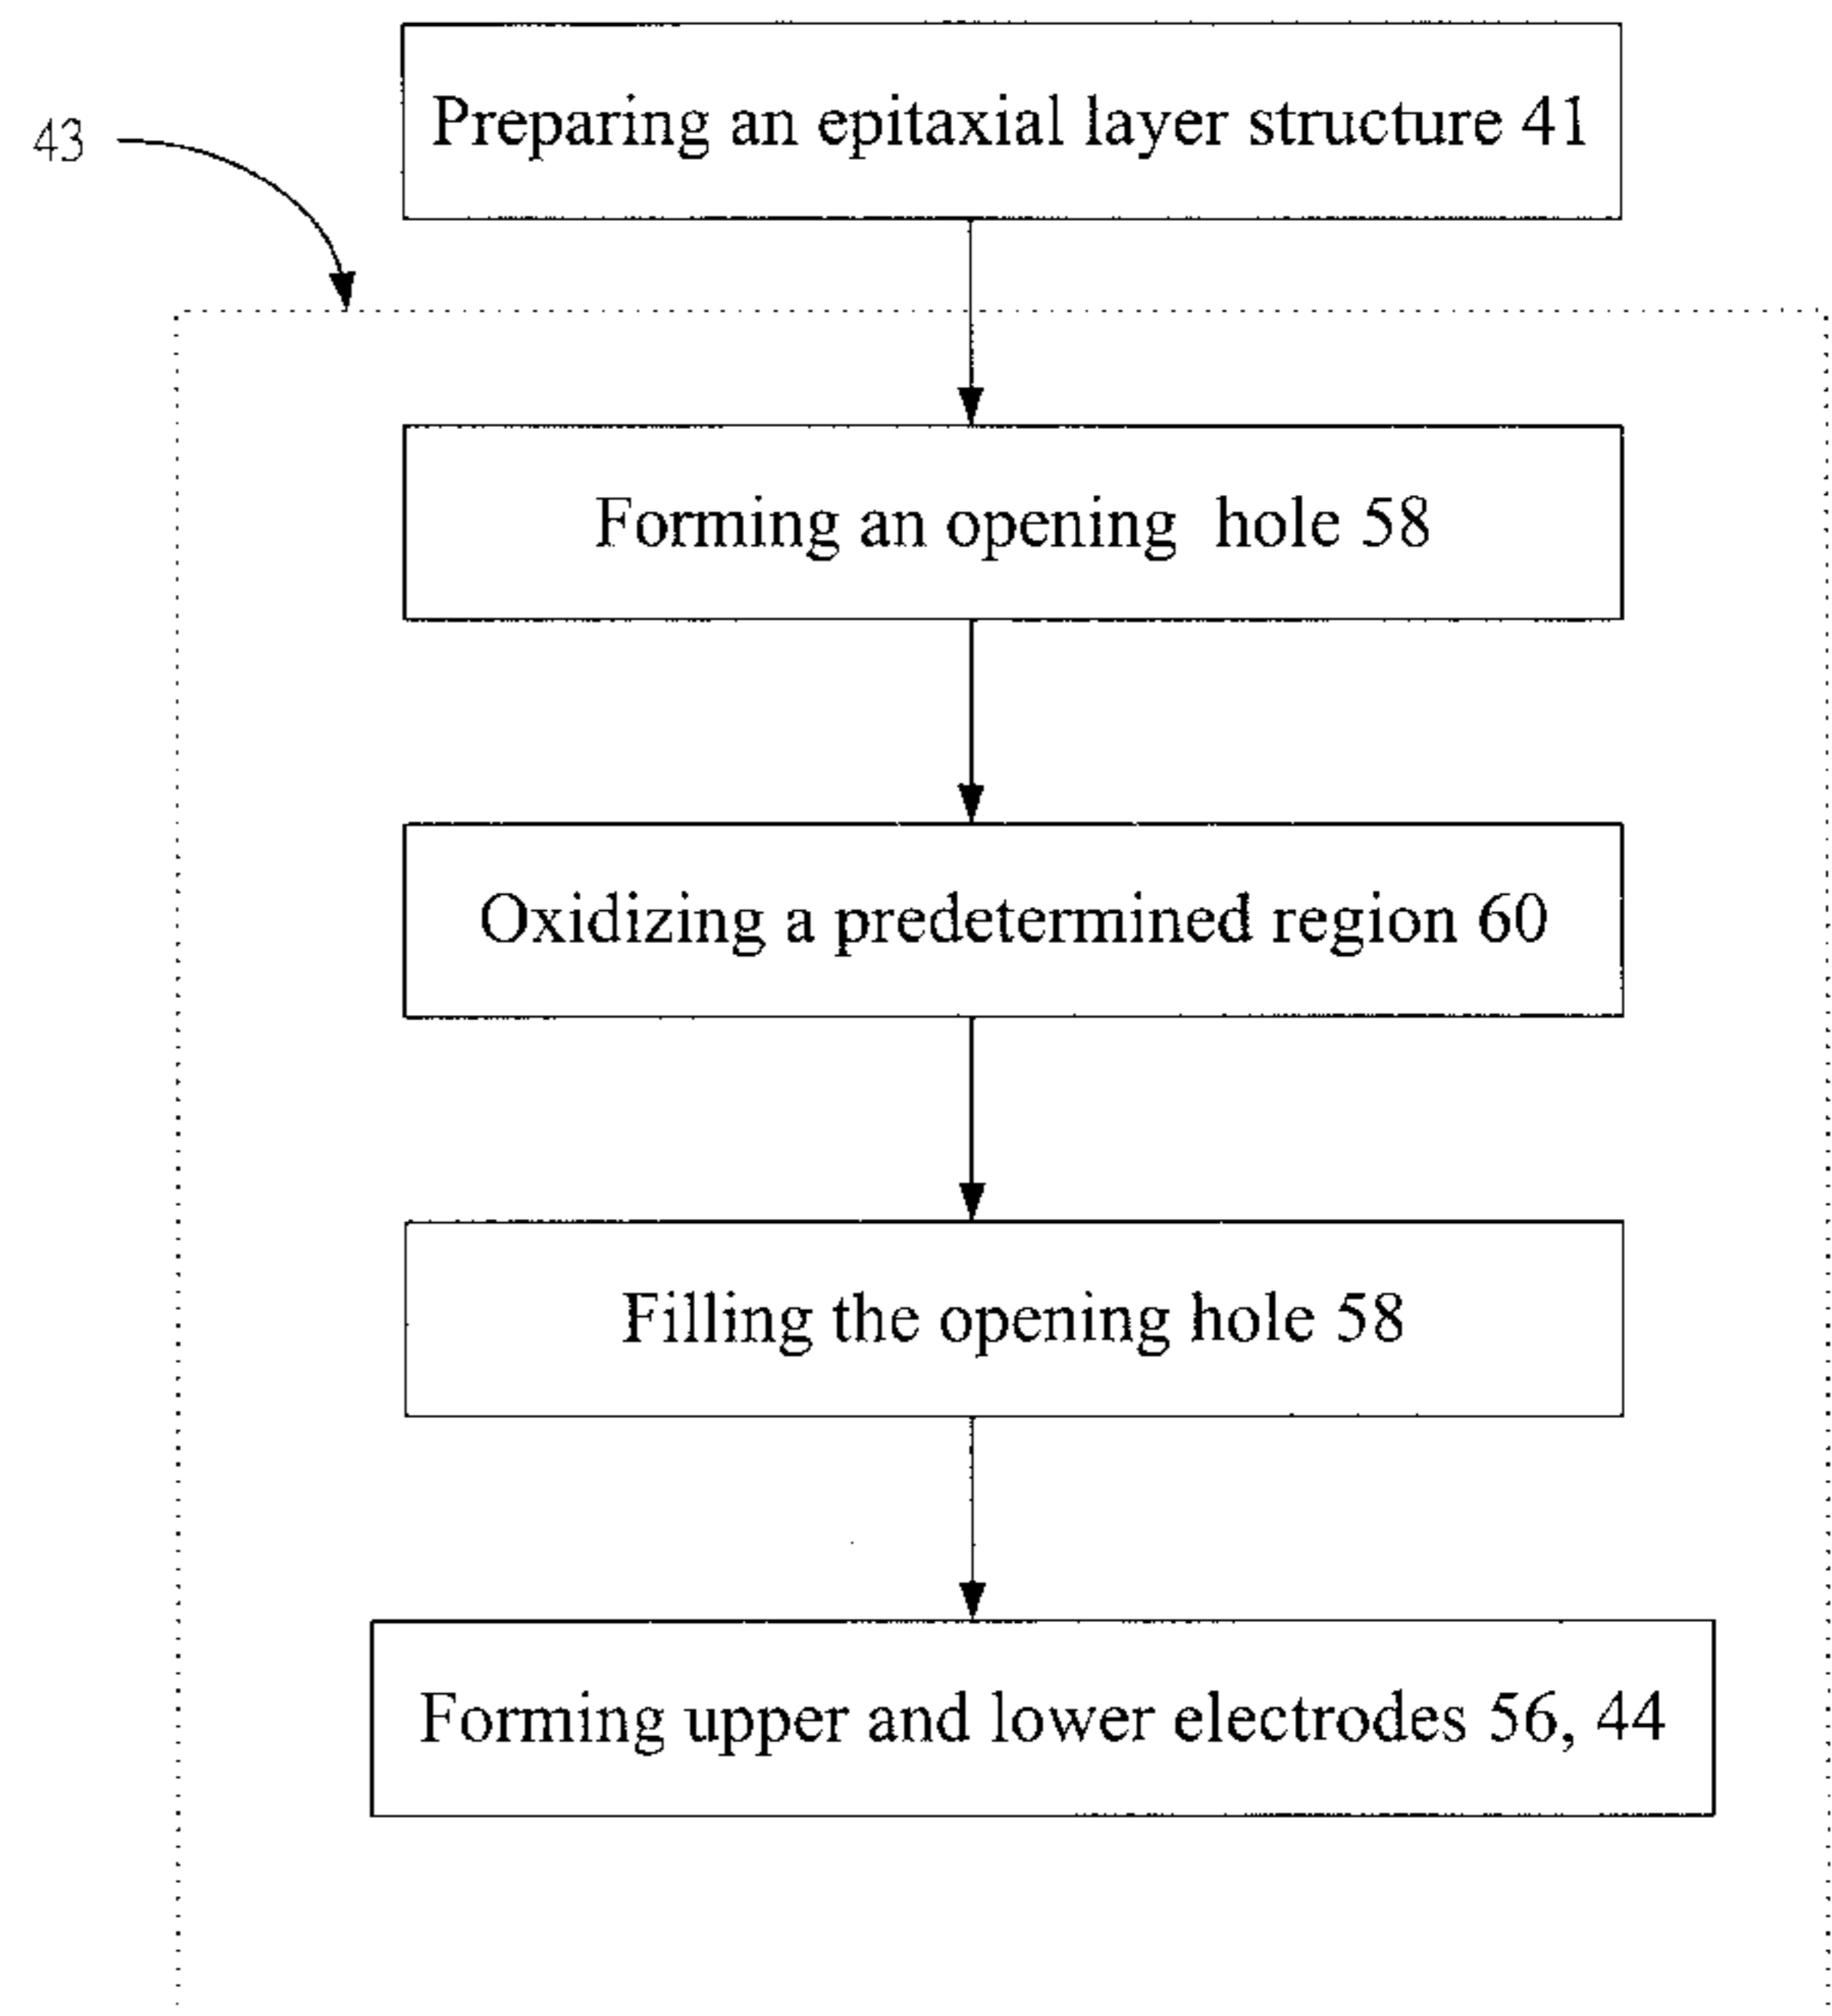 Preparing an epitaxial layer structure 41
43
Forming an opening hole 58
Oxidizing a predetermined region 60
Filling the opening hole 58
Forming upper and lower electrodes 56, 44